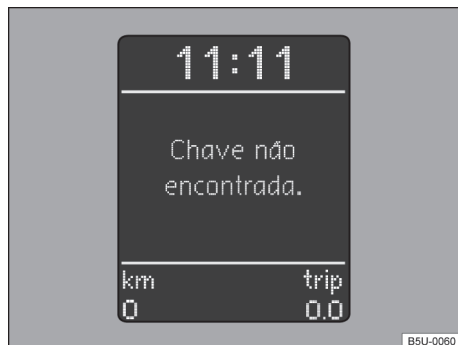 11:11
Chave não
encontrada.
km trip
0 0.0
B5U-0060